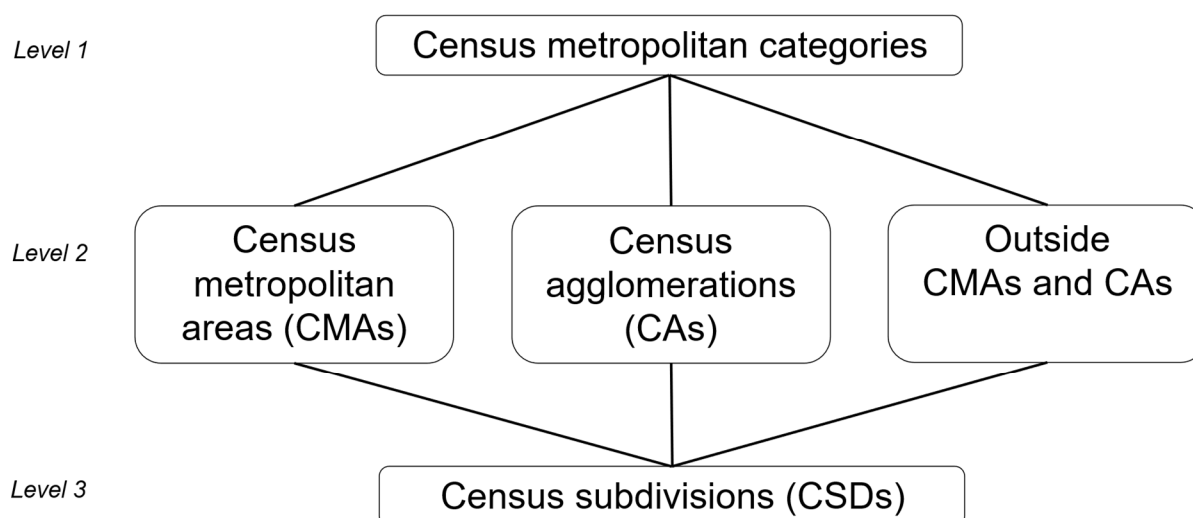 Level 1
Census metropolitan categories
Level 2
Census
metropolitan
areas (CMAs)
Census
agglomerations
(CAs)
Outside
CMAs and CAs
Level 3
Census subdivisions (CSDs)